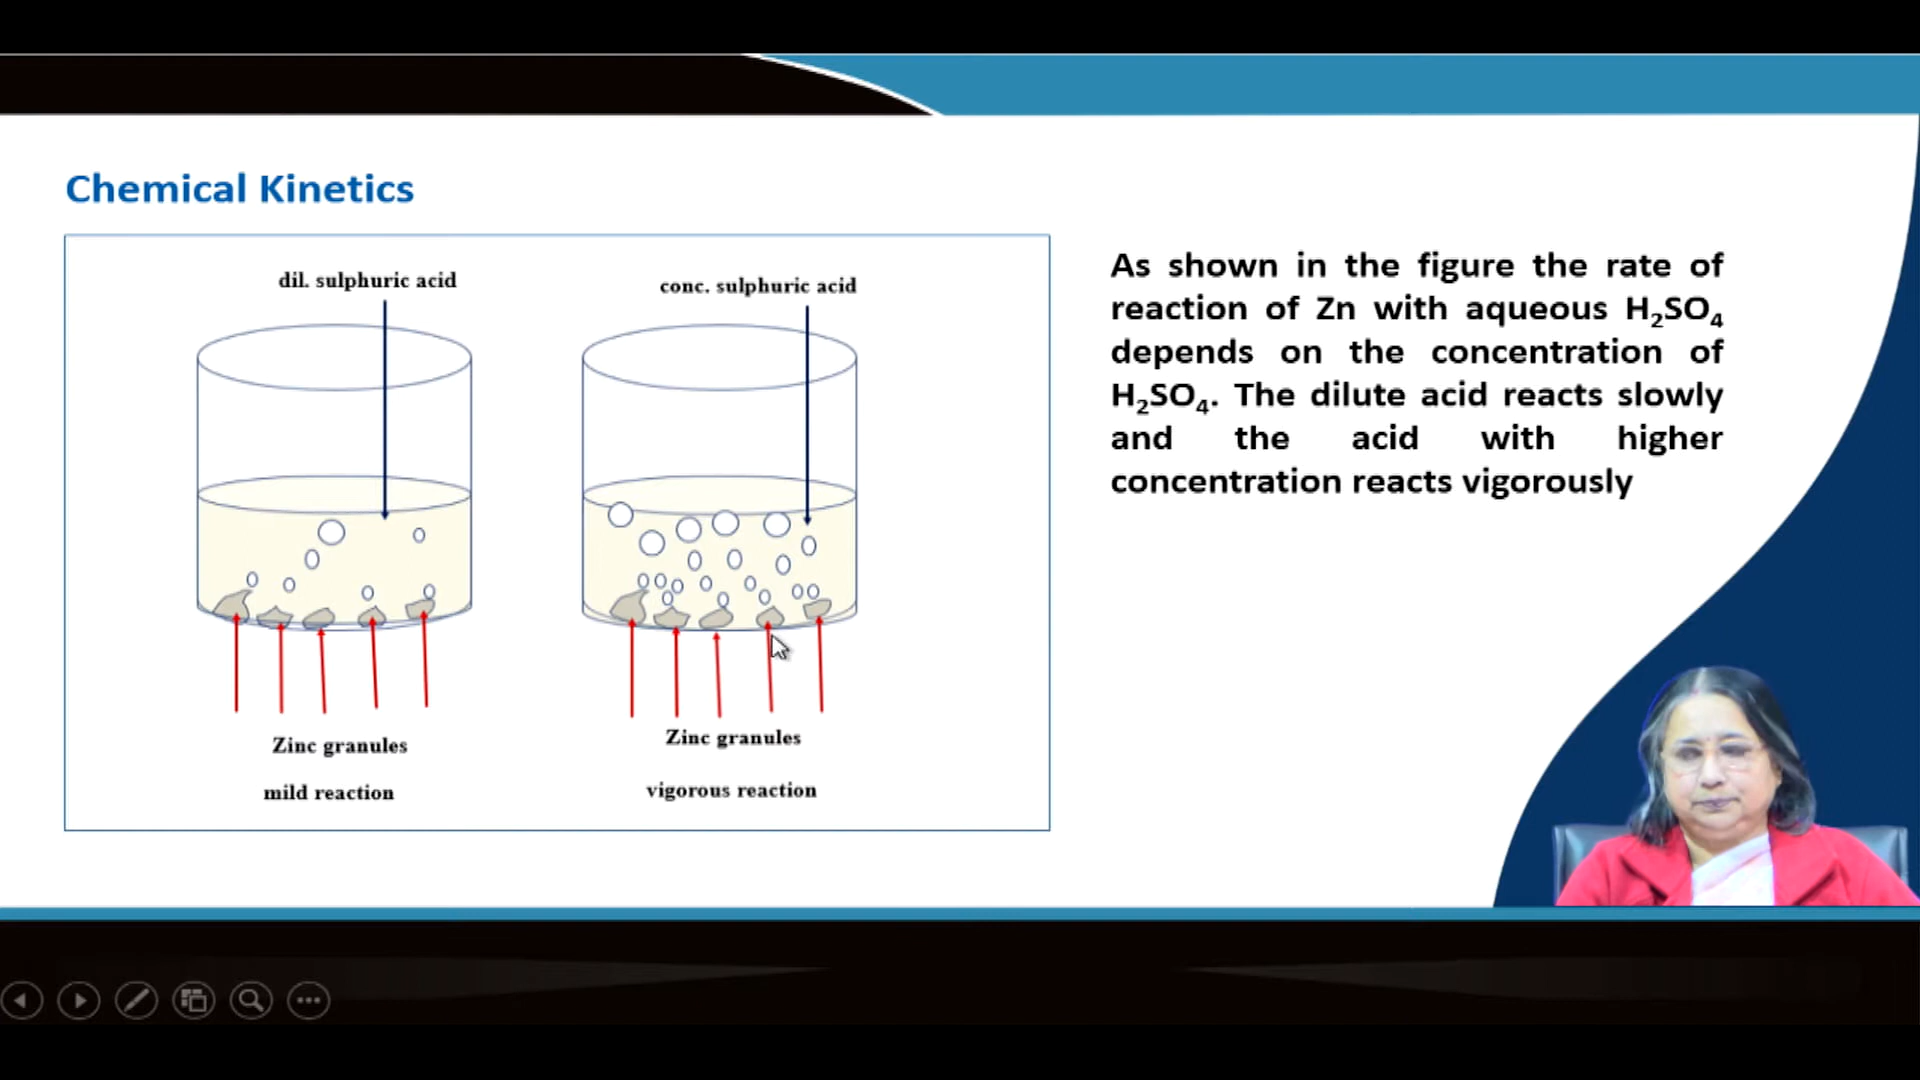 Chemical Kinetics
dil. sulphuric acid
conc. sulphuric acid
Zinc granules
mild reaction
Zinc granules
vigorous reaction
As shown in the figure the rate of
reaction of Zn with aqueous H₂SO₄
depends on the concentration of
H₂SO₄. The dilute acid reacts slowly
and the acid with higher
concentration reacts vigorously